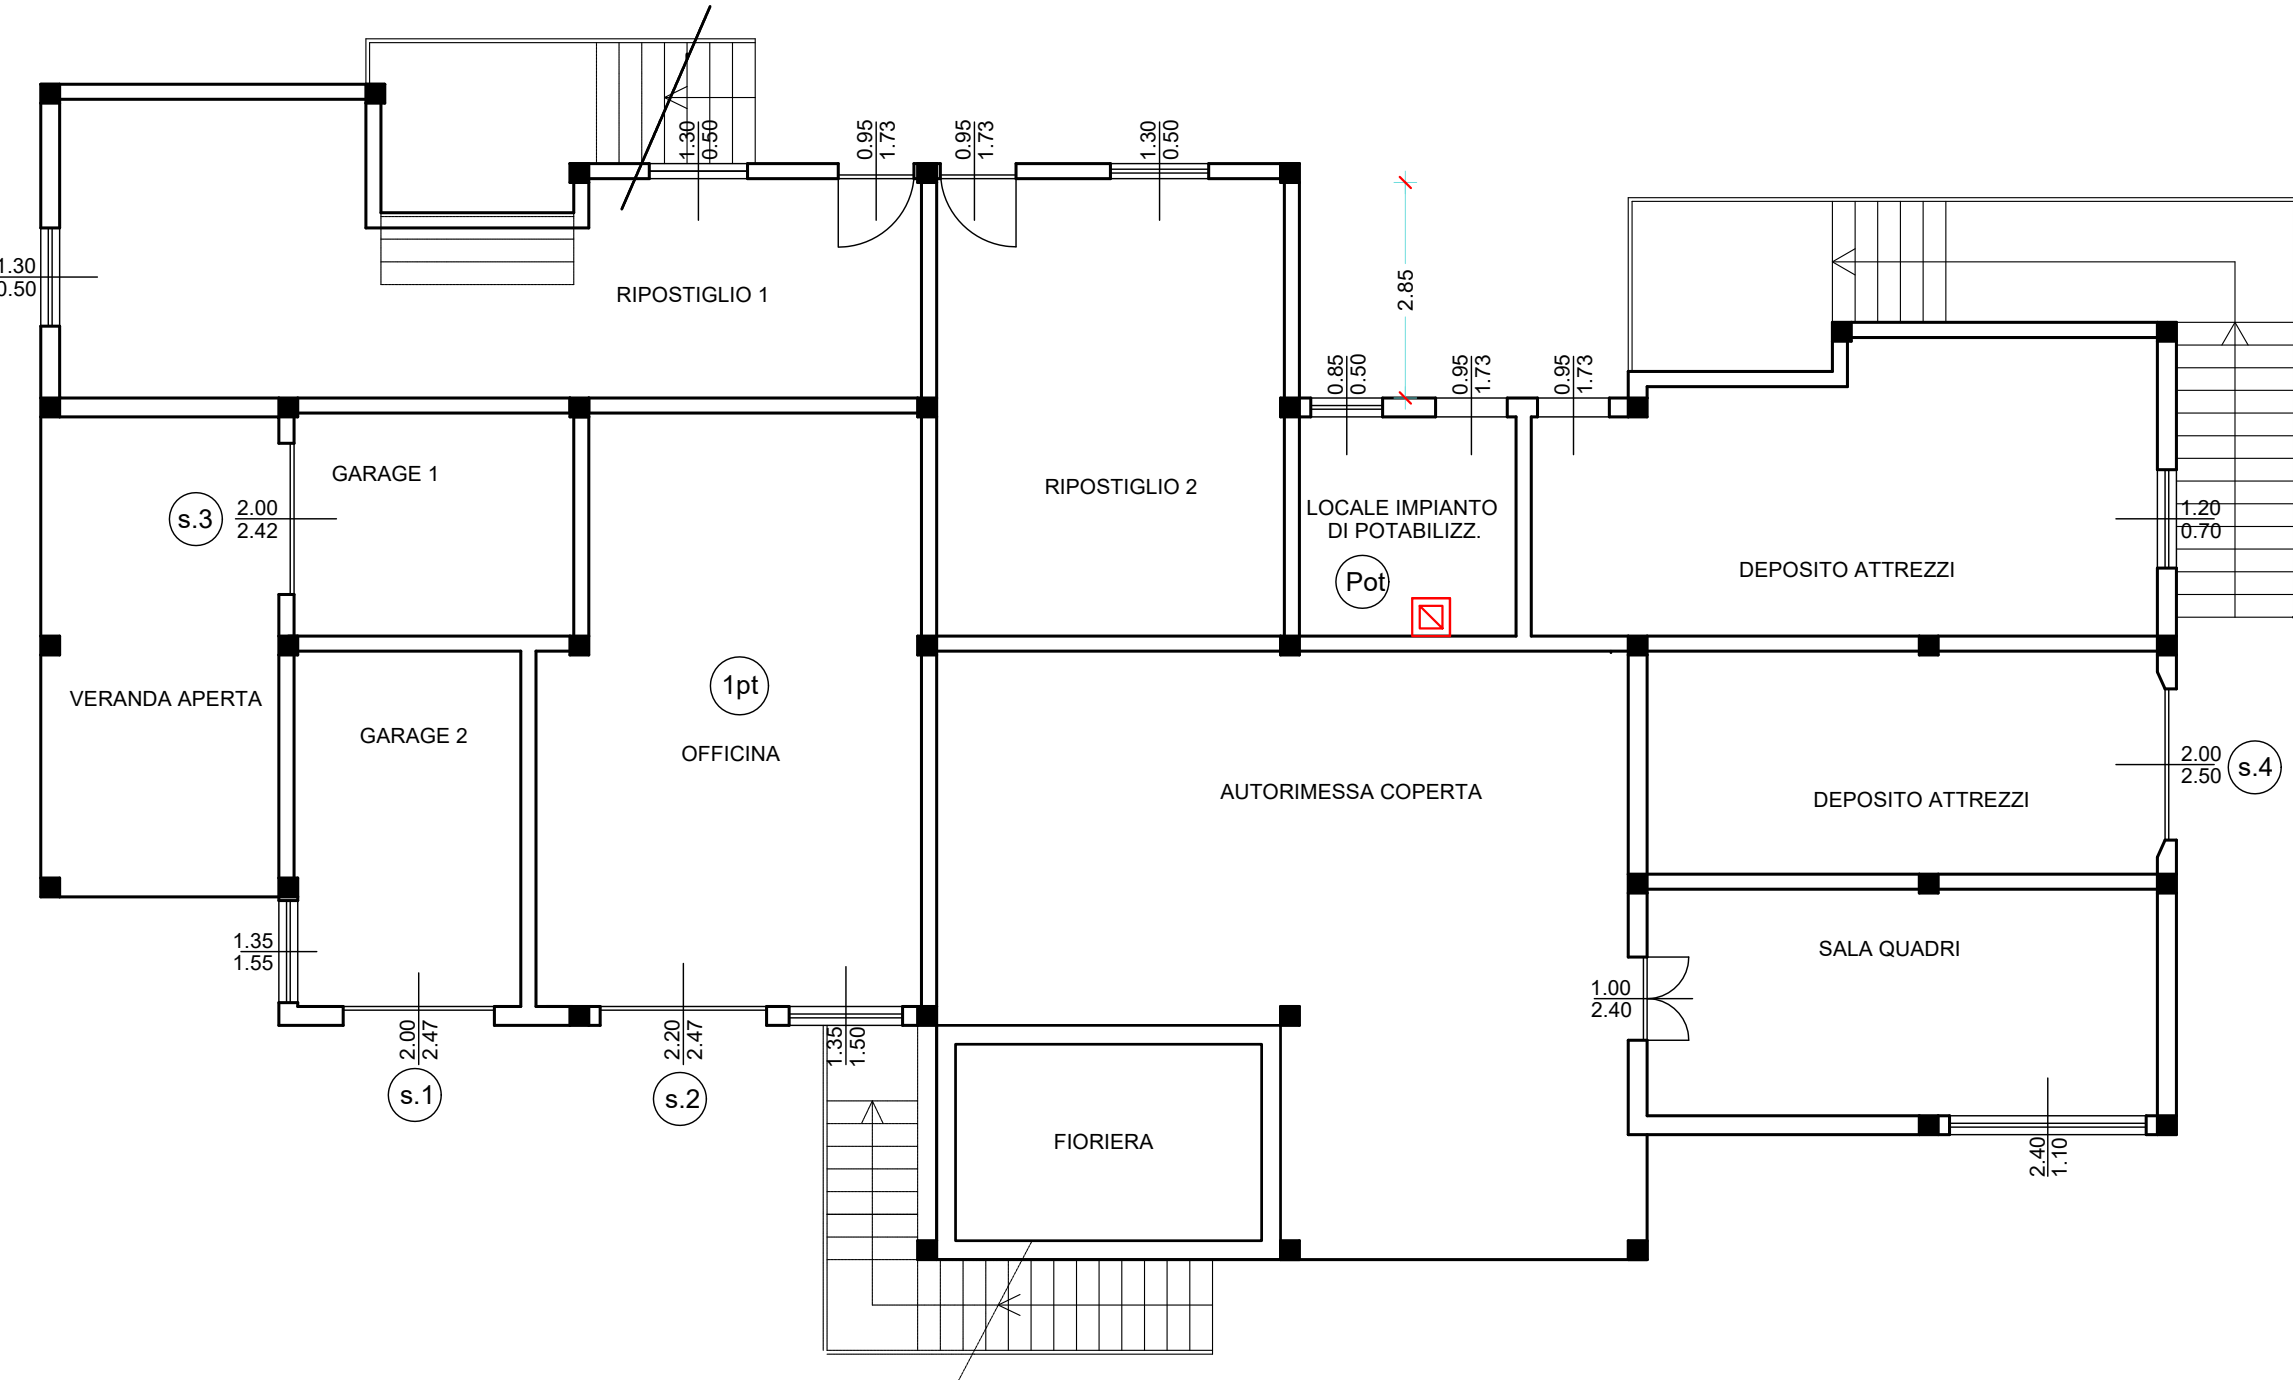 1.30
0.50
0.95
1.73
0.95
1.73
1.30
0.50
1.30
0.50
2.85
RIPOSTIGLIO 1
0.85
0.50
0.95
1.73
0.95
1.73
GARAGE 1
RIPOSTIGLIO 2
s.3
2.00
2.42
LOCALE IMPIANTO
DI POTABILIZZ.
1.20
0.70
Pot
DEPOSITO ATTREZZI
1pt
VERANDA APERTA
GARAGE 2
OFFICINA
2.00
2.50
s.4
AUTORIMESSA COPERTA
DEPOSITO ATTREZZI
1.35
1.55
SALA QUADRI
1.00
2.40
2.00
2.47
2.20
2.47
1.35
1.50
s.1
s.2
FIORIERA
2.40
1.10